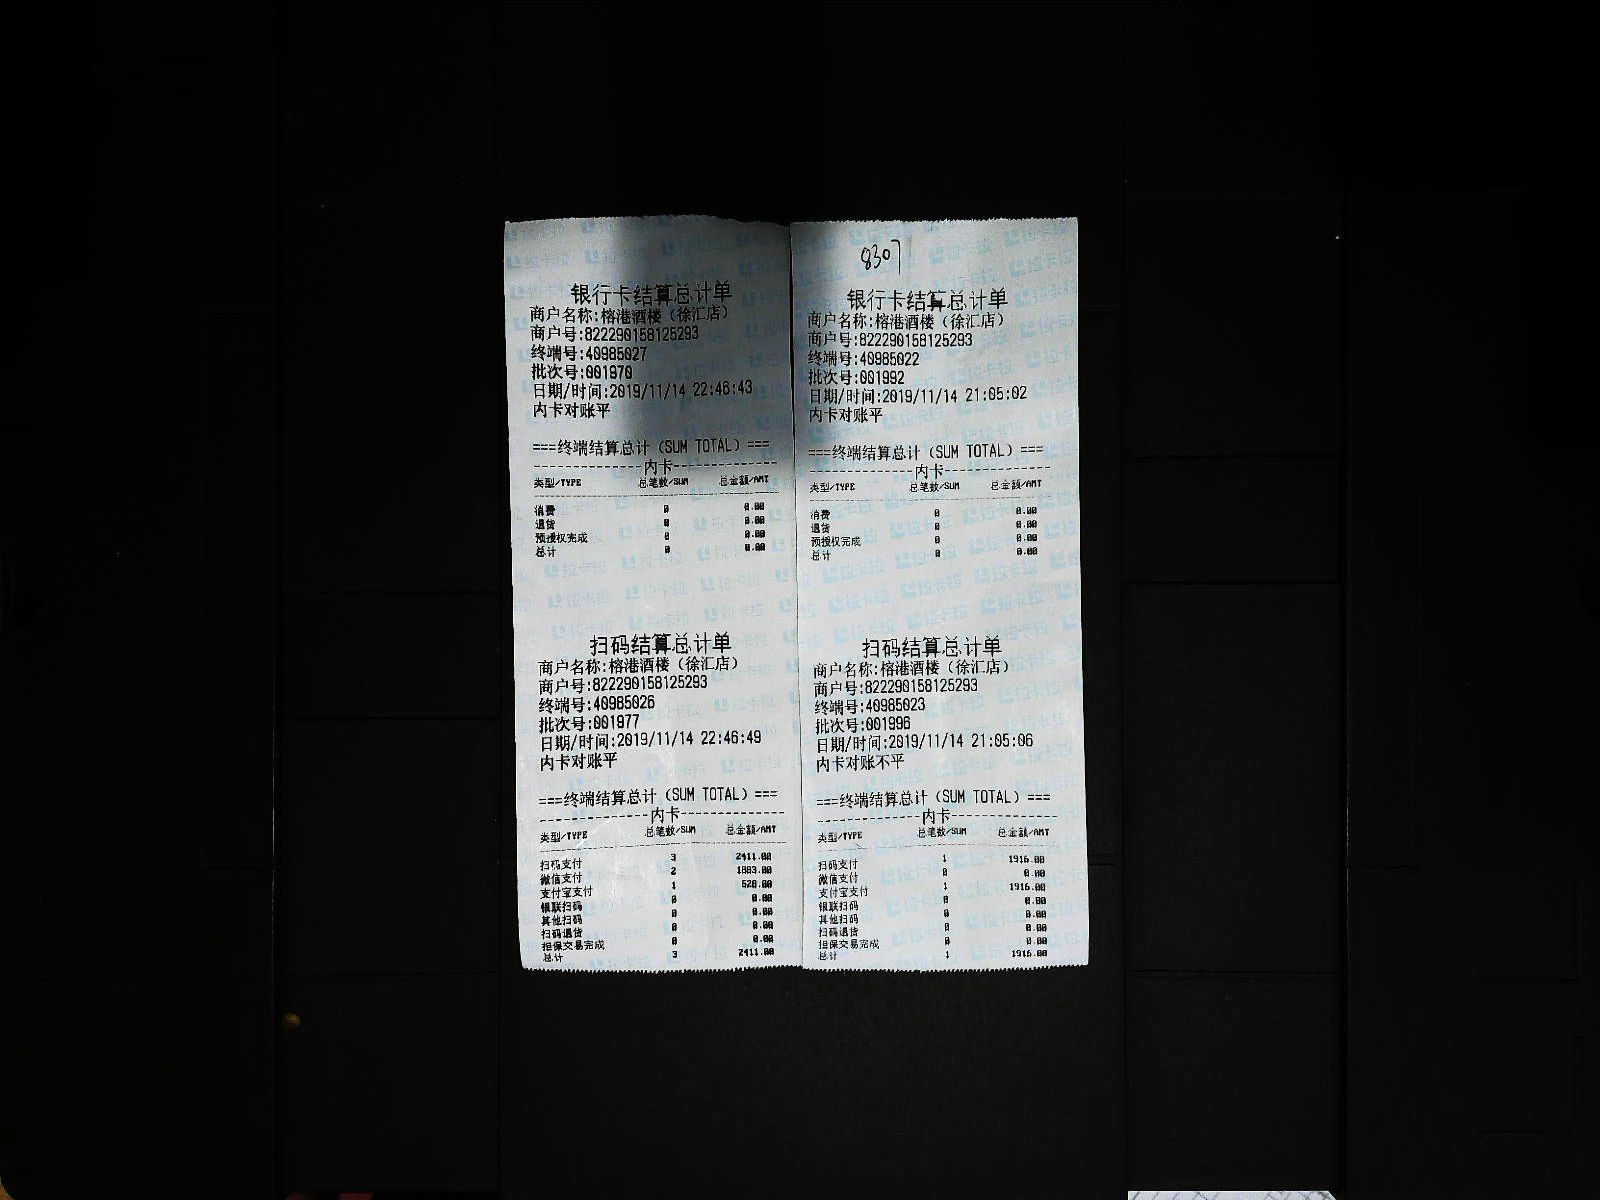 银行卡结算总计单
商户名称:榕港酒楼（徐汇店）
商户号:822290158125293
终端号:40985027
批次号:001970
日期/时间:2019/11/14 22:46:43
内卡对账平
===终端结算总计（SUM TOTAL）===
内卡
类型/TYPE 总笔数/SUM 总金额/AMT
消费 0 0.00
退货 0 0.00
预授权完成 0 0.00
总计 0 0.00
扫码结算总计单
商户名称:榕港酒楼（徐汇店）
商户号:822290158125293
终端号:40985026
批次号:001977
日期/时间:2019/11/14 22:46:49
内卡对账平
===终端结算总计（SUM TOTAL）===
内卡
类型/TYPE 总笔数/SUM 总金额/AMT
扫码支付 3 2411.00
微信支付 2 1883.00
支付宝支付 1 528.00
银联扫码 0 0.00
其他扫码 0 0.00
扫码退货 0 0.00
担保交易完成 0 0.00
总计 3 2411.00
8307
银行卡结算总计单
商户名称:榕港酒楼（徐汇店）
商户号:822290158125293
终端号:40985022
批次号:001992
日期/时间:2019/11/14 21:05:02
内卡对账平
===终端结算总计（SUM TOTAL）===
内卡
类型/TYPE 总笔数/SUM 总金额/AMT
消费 0 0.00
退货 0 0.00
预授权完成 0 0.00
总计 0 0.00
扫码结算总计单
商户名称:榕港酒楼（徐汇店）
商户号:822290158125293
终端号:40985023
批次号:001996
日期/时间:2019/11/14 21:05:06
内卡对账不平
===终端结算总计（SUM TOTAL）===
内卡
类型/TYPE 总笔数/SUM 总金额/AMT
扫码支付 1 1916.00
微信支付 0 0.00
支付宝支付 1 1916.00
银联扫码 0 0.00
其他扫码 0 0.00
扫码退货 0 0.00
担保交易完成 0 0.00
总计 1 1916.00